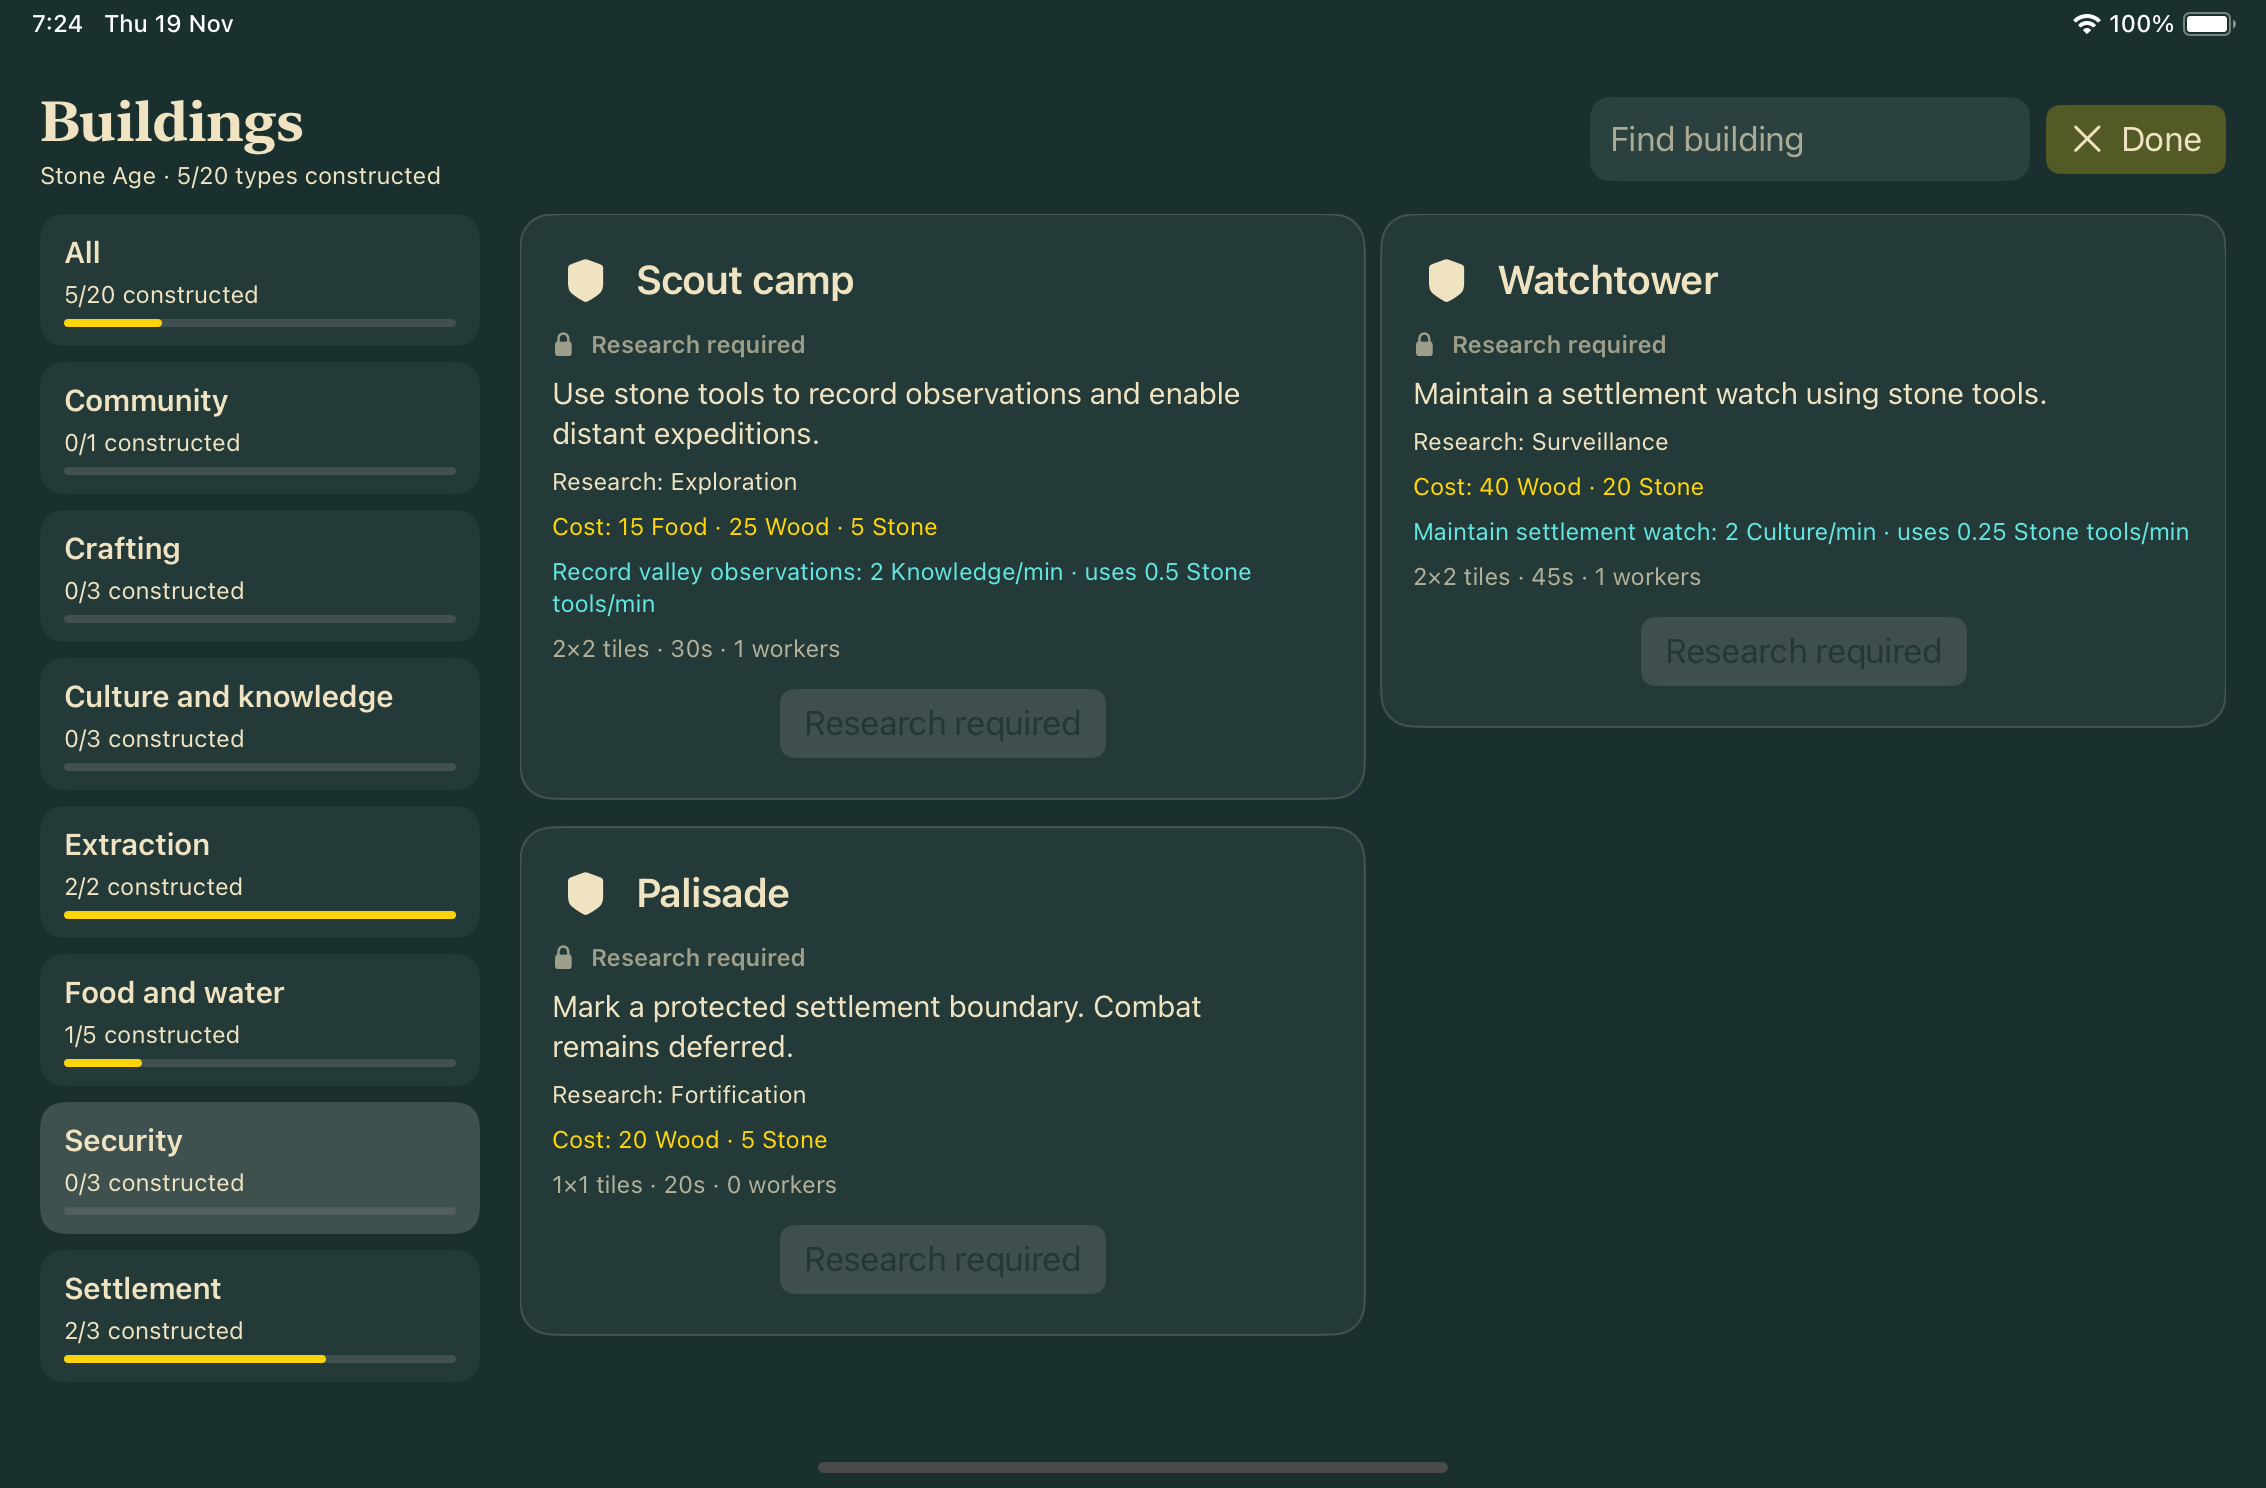 7:24 Thu 19 Nov
100%
Buildings
Stone Age · 5/20 types constructed
Find building
Done
All
5/20 constructed
Community
0/1 constructed
Crafting
0/3 constructed
Culture and knowledge
0/3 constructed
Extraction
2/2 constructed
Food and water
1/5 constructed
Security
0/3 constructed
Settlement
2/3 constructed
Scout camp
Research required
Use stone tools to record observations and enable
distant expeditions.
Research: Exploration
Cost: 15 Food · 25 Wood · 5 Stone
Record valley observations: 2 Knowledge/min · uses 0.5 Stone
tools/min
2×2 tiles · 30s · 1 workers
Research required
Watchtower
Research required
Maintain a settlement watch using stone tools.
Research: Surveillance
Cost: 40 Wood · 20 Stone
Maintain settlement watch: 2 Culture/min · uses 0.25 Stone tools/min
2×2 tiles · 45s · 1 workers
Research required
Palisade
Research required
Mark a protected settlement boundary. Combat
remains deferred.
Research: Fortification
Cost: 20 Wood · 5 Stone
1×1 tiles · 20s · 0 workers
Research required